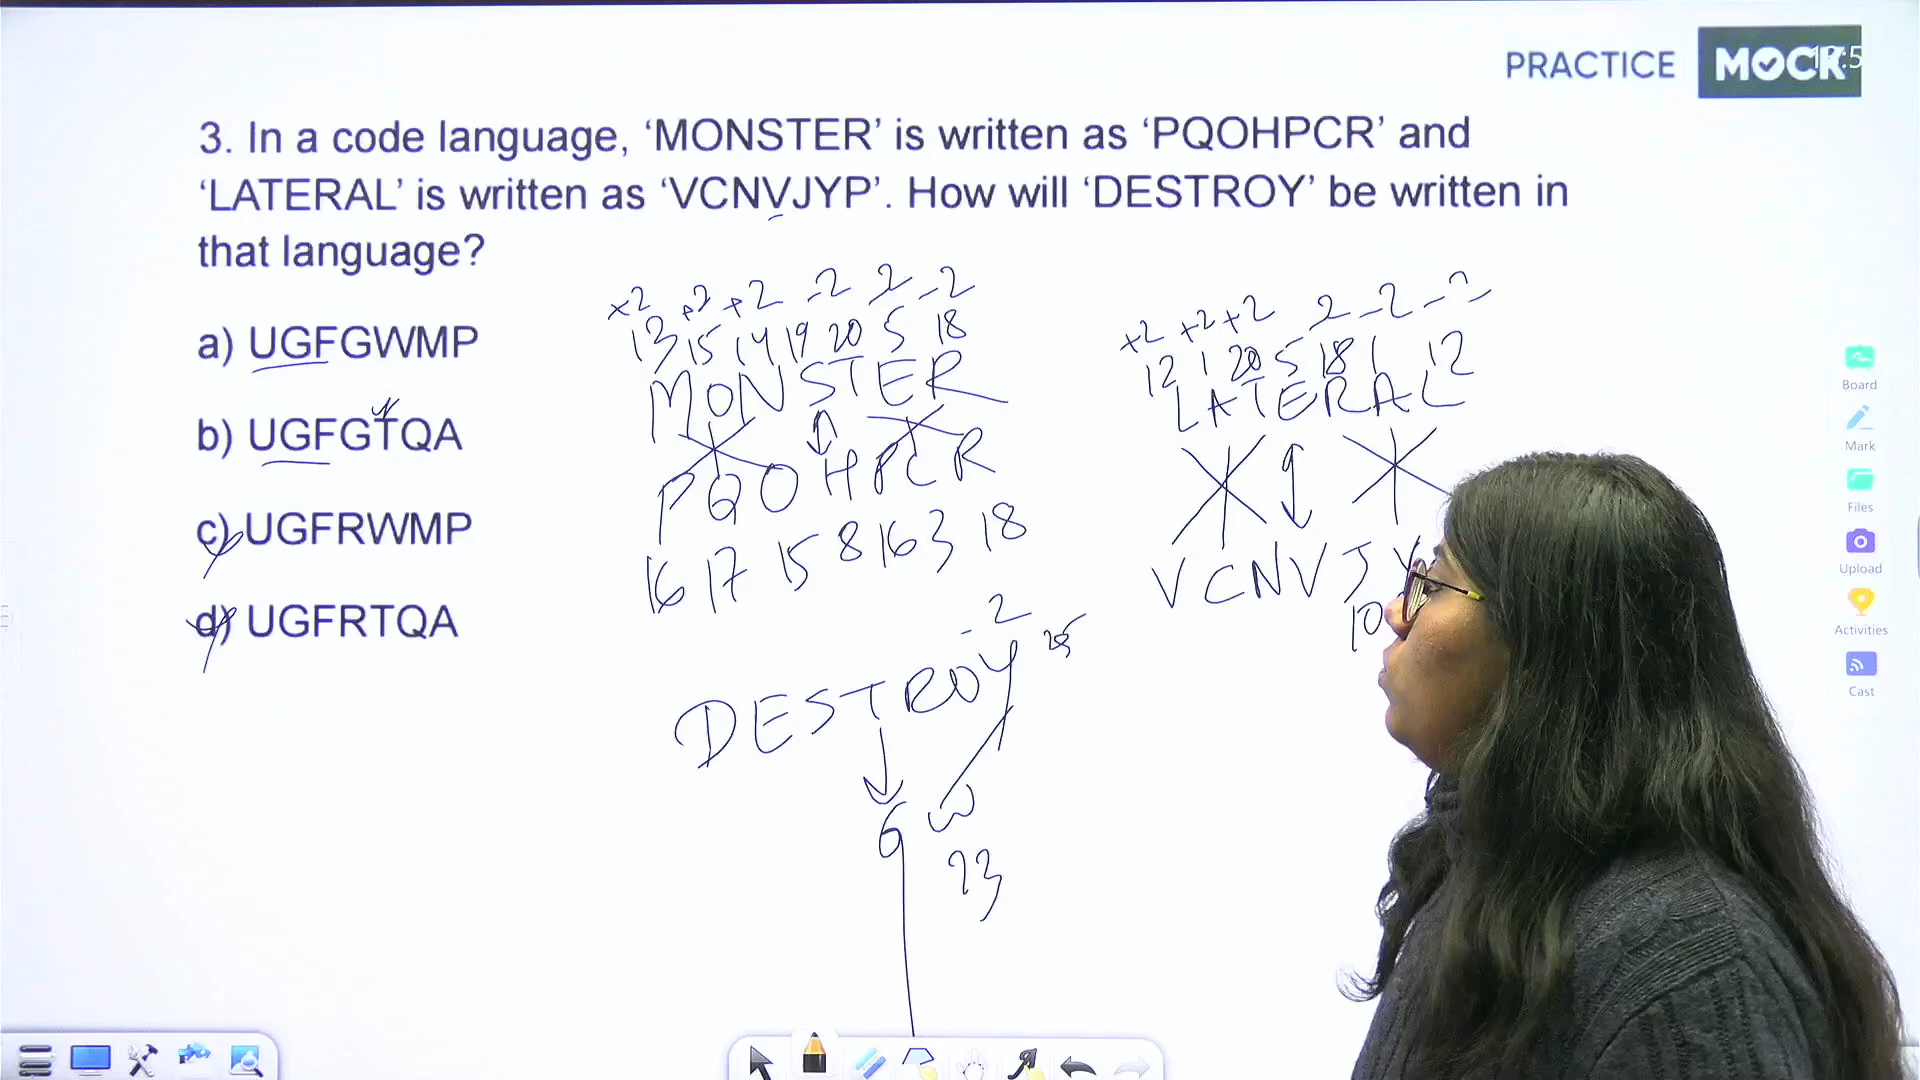 PRACTICE MOCK
3. In a code language, ‘MONSTER’ is written as ‘PQOHPCR’ and
‘LATERAL’ is written as ‘VCNVJYP’. How will ‘DESTROY’ be written in
that language?
a) UGFGWMP
b) UGFGTQA
c) UGFRWMP
d) UGFRTQA
+2 +2 +2 -2 2 -2
13 15 14 19 20 5 18
MONSTER
PQOHPCR
16 17 15 8 16 3 18
+2 +2 +2 2 -2 -2
12 1 20 5 18 1 12
LATERAL
VCNVJY
10
-2
25
DESTROY
G W
23
Board
Mark
Files
Upload
Activities
Cast